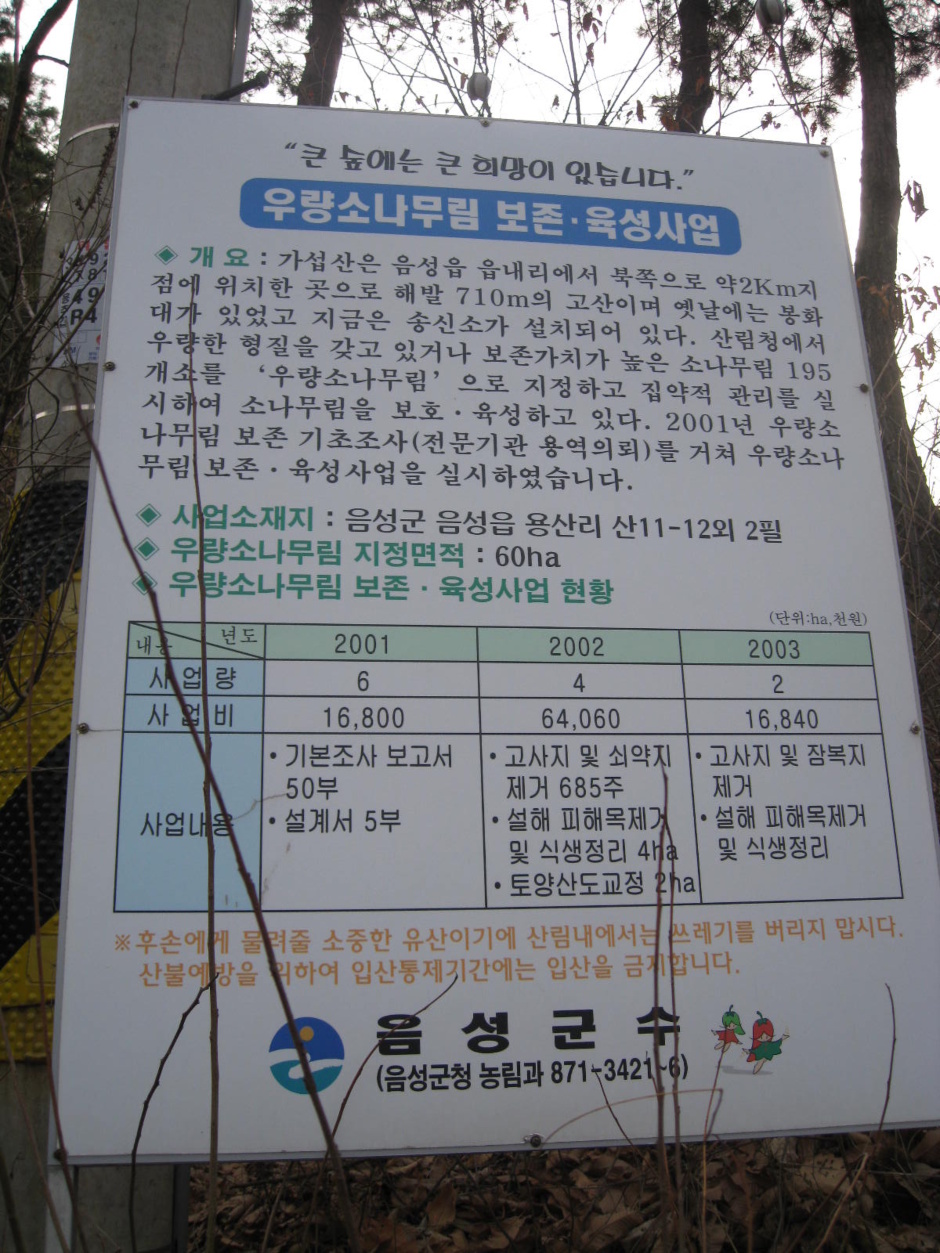 “큰 숲에는 큰 희망이 있습니다.”
우량소나무림 보존·육성사업
◈ 개 요 : 가섭산은 음성읍 읍내리에서 북쪽으로 약2Km지
점에 위치한 곳으로 해발 710m의 고산이며 옛날에는 봉화
대가 있었고 지금은 송신소가 설치되어 있다. 산림청에서
우량한 형질을 갖고 있거나 보존가치가 높은 소나무림 195
개소를 ‘우량소나무림’ 으로 지정하고 집약적 관리를 실
시하여 소나무림을 보호·육성하고 있다. 2001년 우량소
나무림 보존 기초조사(전문기관 용역의뢰)를 거쳐 우량소나
무림 보존·육성사업을 실시하였습니다.
◈ 사업소재지 : 음성군 음성읍 용산리 산11-12외 2필
◈ 우량소나무림 지정면적 : 60ha
◈ 우량소나무림 보존·육성사업 현황
(단위:ha,천원)
내용 년도 2001 2002 2003
사 업 량 6 4 2
사 업 비 16,800 64,060 16,840
사업내용
• 기본조사 보고서
50부
• 설계서 5부
• 고사지 및 쇠약지
제거 685주
• 설해 피해목제거
및 식생정리 4ha
• 토양산도교정 2ha
• 고사지 및 잠복지
제거
• 설해 피해목제거
및 식생정리
※ 후손에게 물려줄 소중한 유산이기에 산림내에서는 쓰레기를 버리지 맙시다.
산불예방을 위하여 입산통제기간에는 입산을 금지합니다.
음 성 군 수
(음성군청 농림과 871-3421~6)